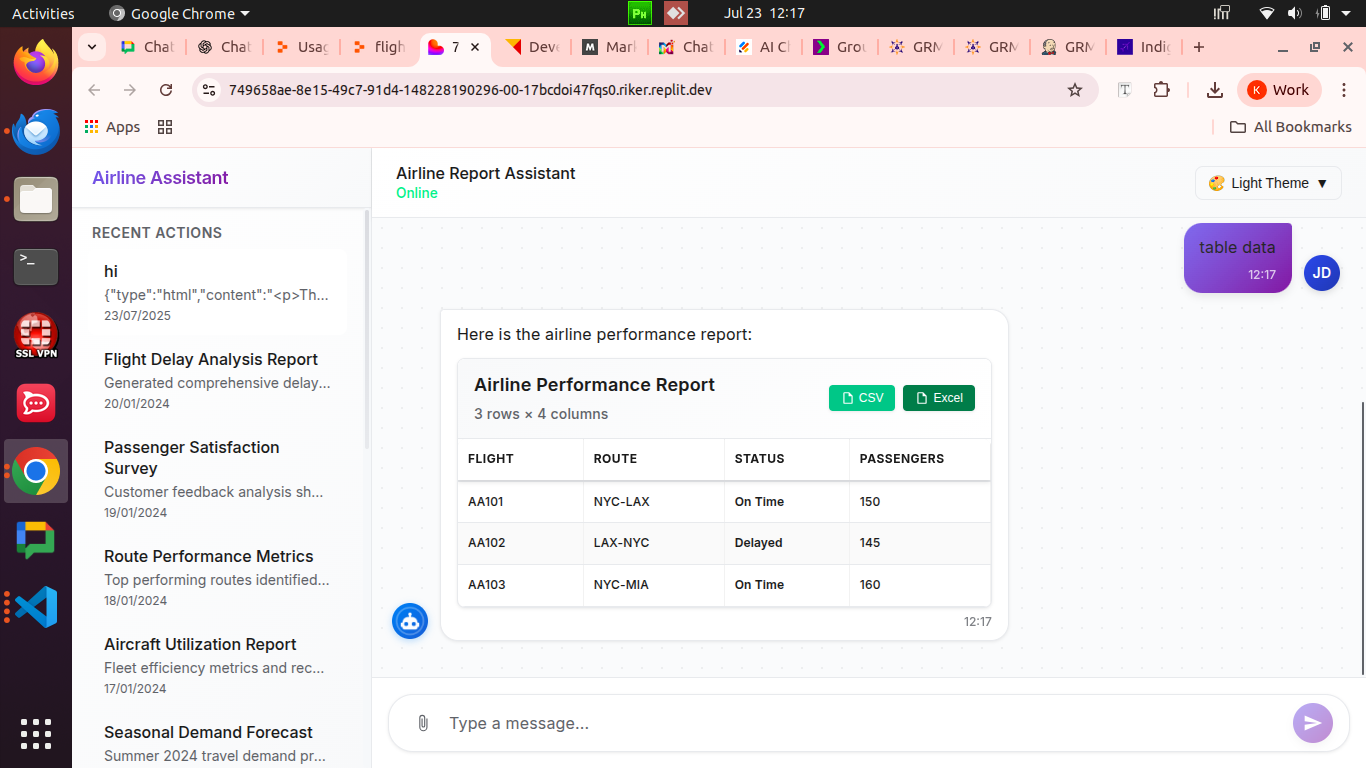 Activities Google Chrome Jul 23 12:17
Chat Chat Usag fligh 7 Deve Mark Chat AI Ch Grou GRM GRM GRM Indig
749658ae-8e15-49c7-91d4-148228190296-00-17bcdoi47fqs0.riker.replit.dev
K Work
Apps
All Bookmarks
SSL VPN
Airline Assistant
RECENT ACTIONS
hi
{"type":"html","content":"<p>Th...
23/07/2025
Flight Delay Analysis Report
Generated comprehensive delay...
20/01/2024
Passenger Satisfaction
Survey
Customer feedback analysis sh...
19/01/2024
Route Performance Metrics
Top performing routes identified...
18/01/2024
Aircraft Utilization Report
Fleet efficiency metrics and rec...
17/01/2024
Seasonal Demand Forecast
Summer 2024 travel demand pr...
Airline Report Assistant
Online
Light Theme ▼
table data
12:17
JD
Here is the airline performance report:
Airline Performance Report
3 rows × 4 columns
CSV Excel
FLIGHT ROUTE STATUS PASSENGERS
AA101 NYC-LAX On Time 150
AA102 LAX-NYC Delayed 145
AA103 NYC-MIA On Time 160
12:17
Type a message...